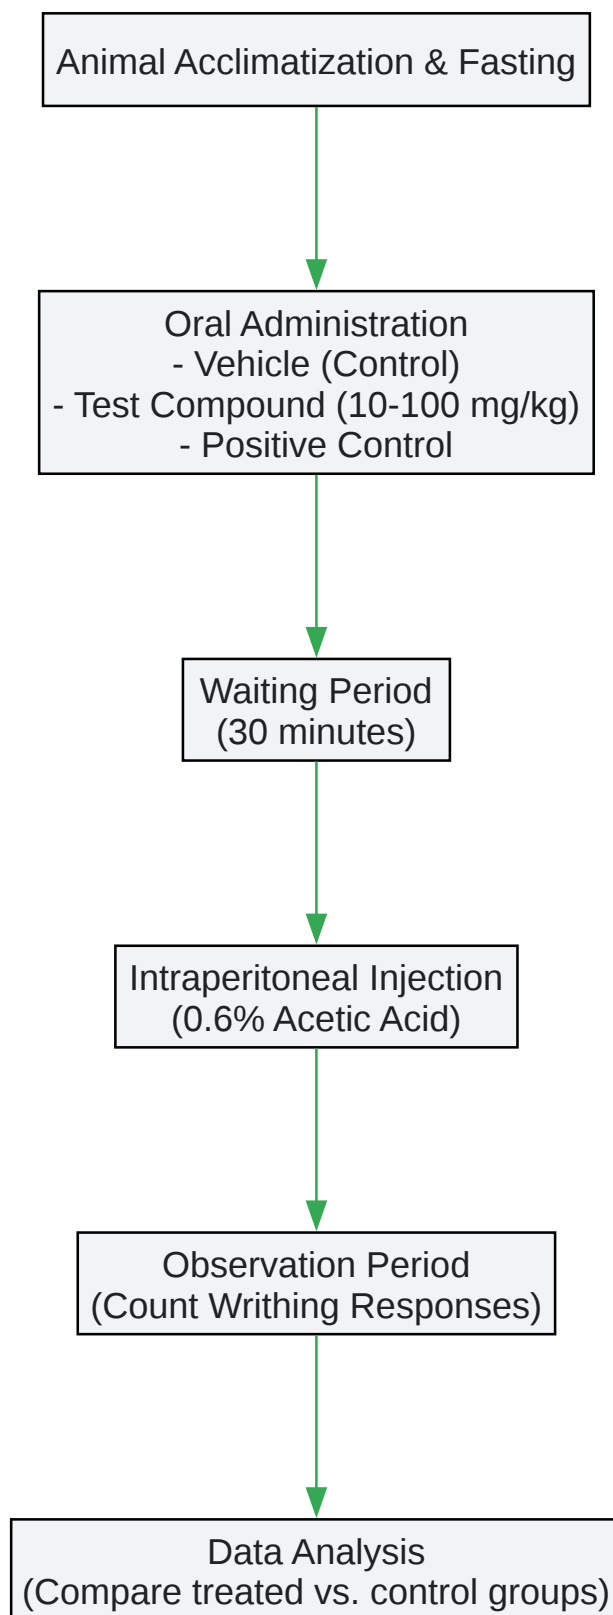 Animal Acclimatization & Fasting
Oral Administration
- Vehicle (Control)
- Test Compound (10-100 mg/kg)
- Positive Control
Waiting Period
(30 minutes)
Intraperitoneal Injection
(0.6% Acetic Acid)
Observation Period
(Count Writhing Responses)
Data Analysis
(Compare treated vs. control groups)